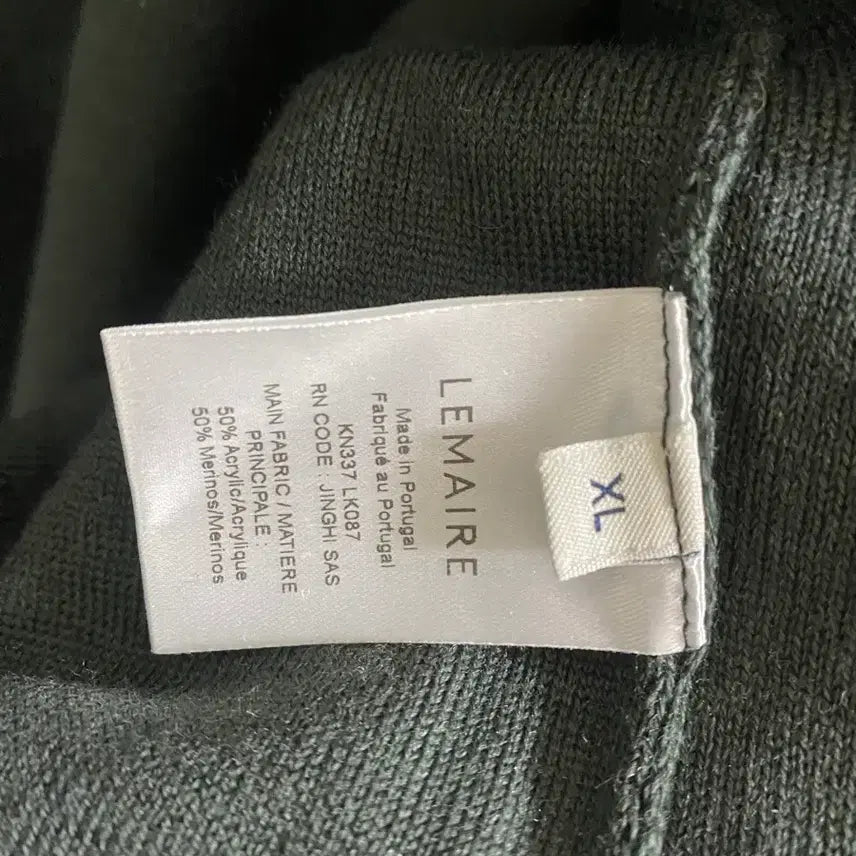 XL
LEMAIRE
Made in Portugal
Fabriqué au Portugal
KN337 LK087
RN CODE : JINGHI SAS
MAIN FABRIC / MATIERE
PRINCIPALE :
50% Acrylic/Acrylique
50% Merinos/Merinos